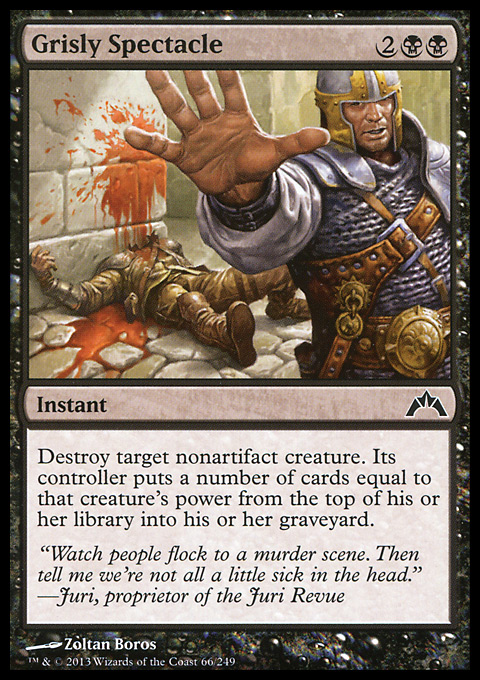 Grisly Spectacle 2
Instant
Destroy target nonartifact creature. Its
controller puts a number of cards equal to
that creature's power from the top of his or
her library into his or her graveyard.
“Watch people flock to a murder scene. Then
tell me we're not all a little sick in the head.”
—Juri, proprietor of the Juri Revue
Zoltan Boros
™ & © 2013 Wizards of the Coast 66/249